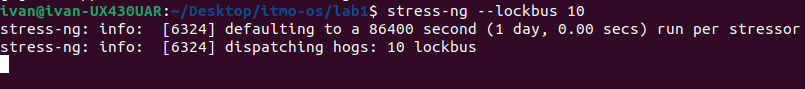 ivan@ivan-UX430UAR:~/Desktop/itmo-os/lab1$ stress-ng --lockbus 10
stress-ng: info:  [6324] defaulting to a 86400 second (1 day, 0.00 secs) run per stressor
stress-ng: info:  [6324] dispatching hogs: 10 lockbus